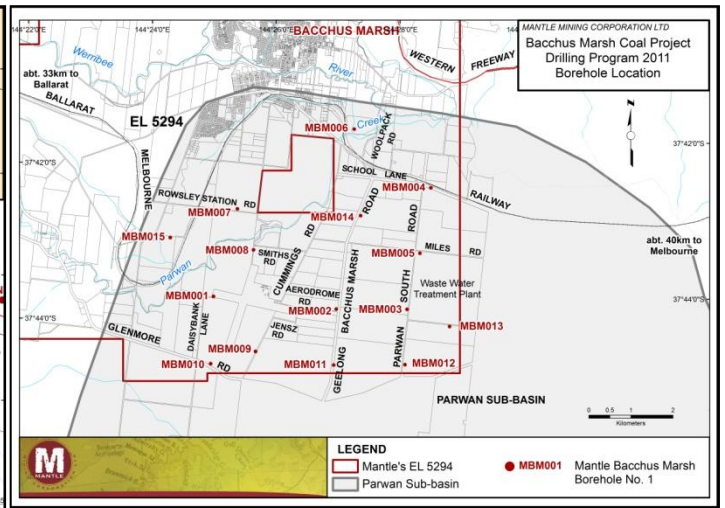 144°22'0"E
144°24'0"E
BACCHUS MARSH
MANTLE MINING CORPORATION LTD
Bacchus Marsh Coal Project
Drilling Program 2011
Borehole Location
Werribee
River
WESTERN FREEWAY
abt. 33km to
Ballarat
BALLARAT
EL 5294
MELBOURNE
MBM006
Creek
WOOLPACK
RD
N
37°42'0"S
37°42'0"S
SCHOOL LANE
MBM004
RAILWAY
ROWSLEY STATION RD
MBM007
MBM014
ROAD
ROAD
abt. 40km to
Melbourne
MBM015
MBM008
SMITHS
RD
CUMMINGS RD
MBM005
MILES RD
Parwan
Waste Water
Treatment Plant
MBM001
AERODROME
RD
MBM002
BACCHUS MARSH
MBM003
SOUTH
37°44'0"S
37°44'0"S
GLENMORE
RD
DAISYBANK
LANE
JENSZ
RD
MBM013
MBM009
MBM010
MBM011
MBM012
GEELONG
PARWAN
PARWAN SUB-BASIN
0 0.5 1 2
Kilometers
M
MANTLE
LEGEND
Mantle's EL 5294
Parwan Sub-basin
MBM001
Mantle Bacchus Marsh
Borehole No. 1